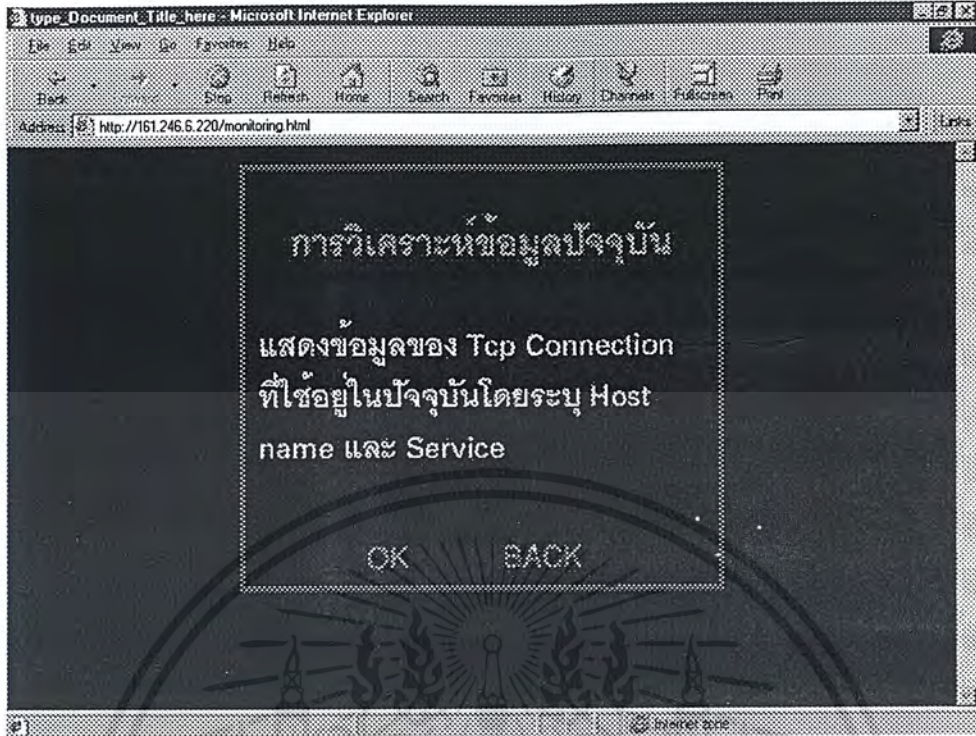 type_Document_Title_here - Microsoft Internet Explorer
File Edit View Go Favorites Help
Back Forward Stop Refresh Home Search Favorites History Channels Fullscreen Print
Address http://161.246.6.220/monitoring.html Links
การวิเคราะห์ข้อมูลปัจจุบัน
แสดงข้อมูลของ Tcp Connection
ที่ใช้อยู่ในปัจจุบันโดยระบุ Host
name และ Service
OK BACK
Internet zone